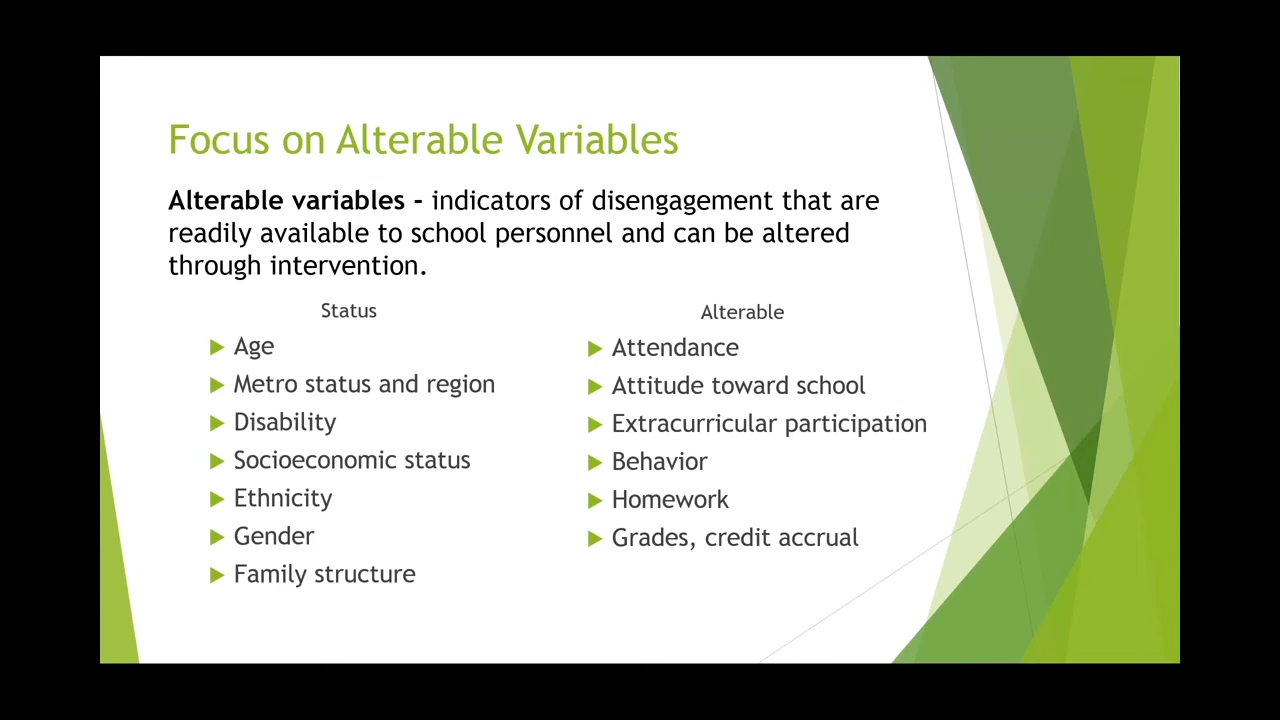 Focus on Alterable Variables
Alterable variables - indicators of disengagement that are
readily available to school personnel and can be altered
through intervention.
Status
Age
Metro status and region
Disability
Socioeconomic status
Ethnicity
Gender
Family structure
Alterable
Attendance
Attitude toward school
Extracurricular participation
Behavior
Homework
Grades, credit accrual